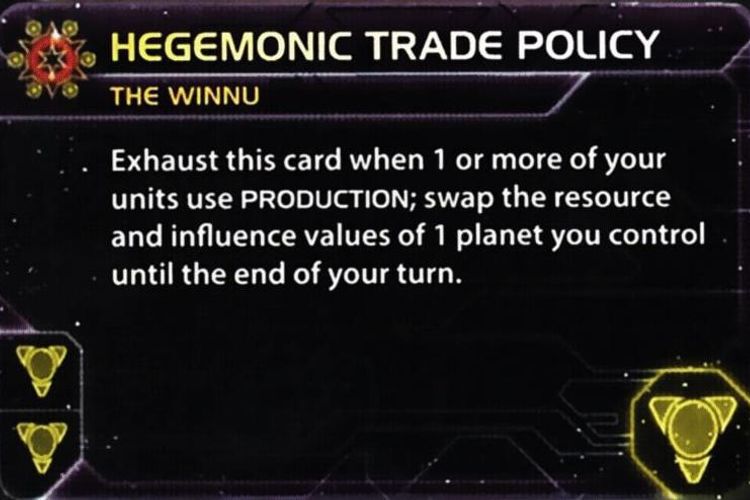 HEGEMONIC TRADE POLICY
THE WINNU
Exhaust this card when 1 or more of your
units use PRODUCTION; swap the resource
and influence values of 1 planet you control
until the end of your turn.